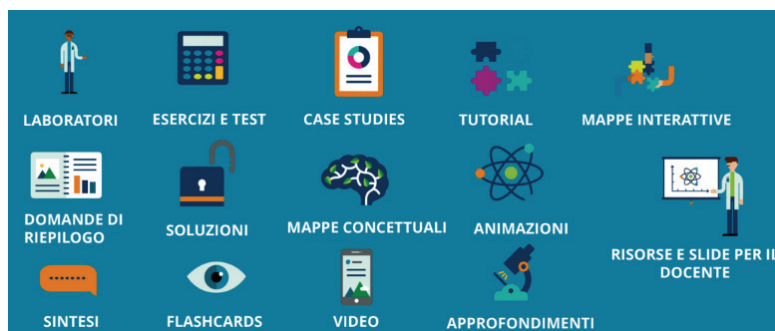 LABORATORI
ESERCIZI E TEST
CASE STUDIES
TUTORIAL
MAPPE INTERATTIVE
DOMANDE DI
RIEPILOGO
SOLUZIONI
MAPPE CONCETTUALI
ANIMAZIONI
RISORSE E SLIDE PER IL
DOCENTE
SINTESI
FLASHCARDS
VIDEO
APPROFONDIMENTI